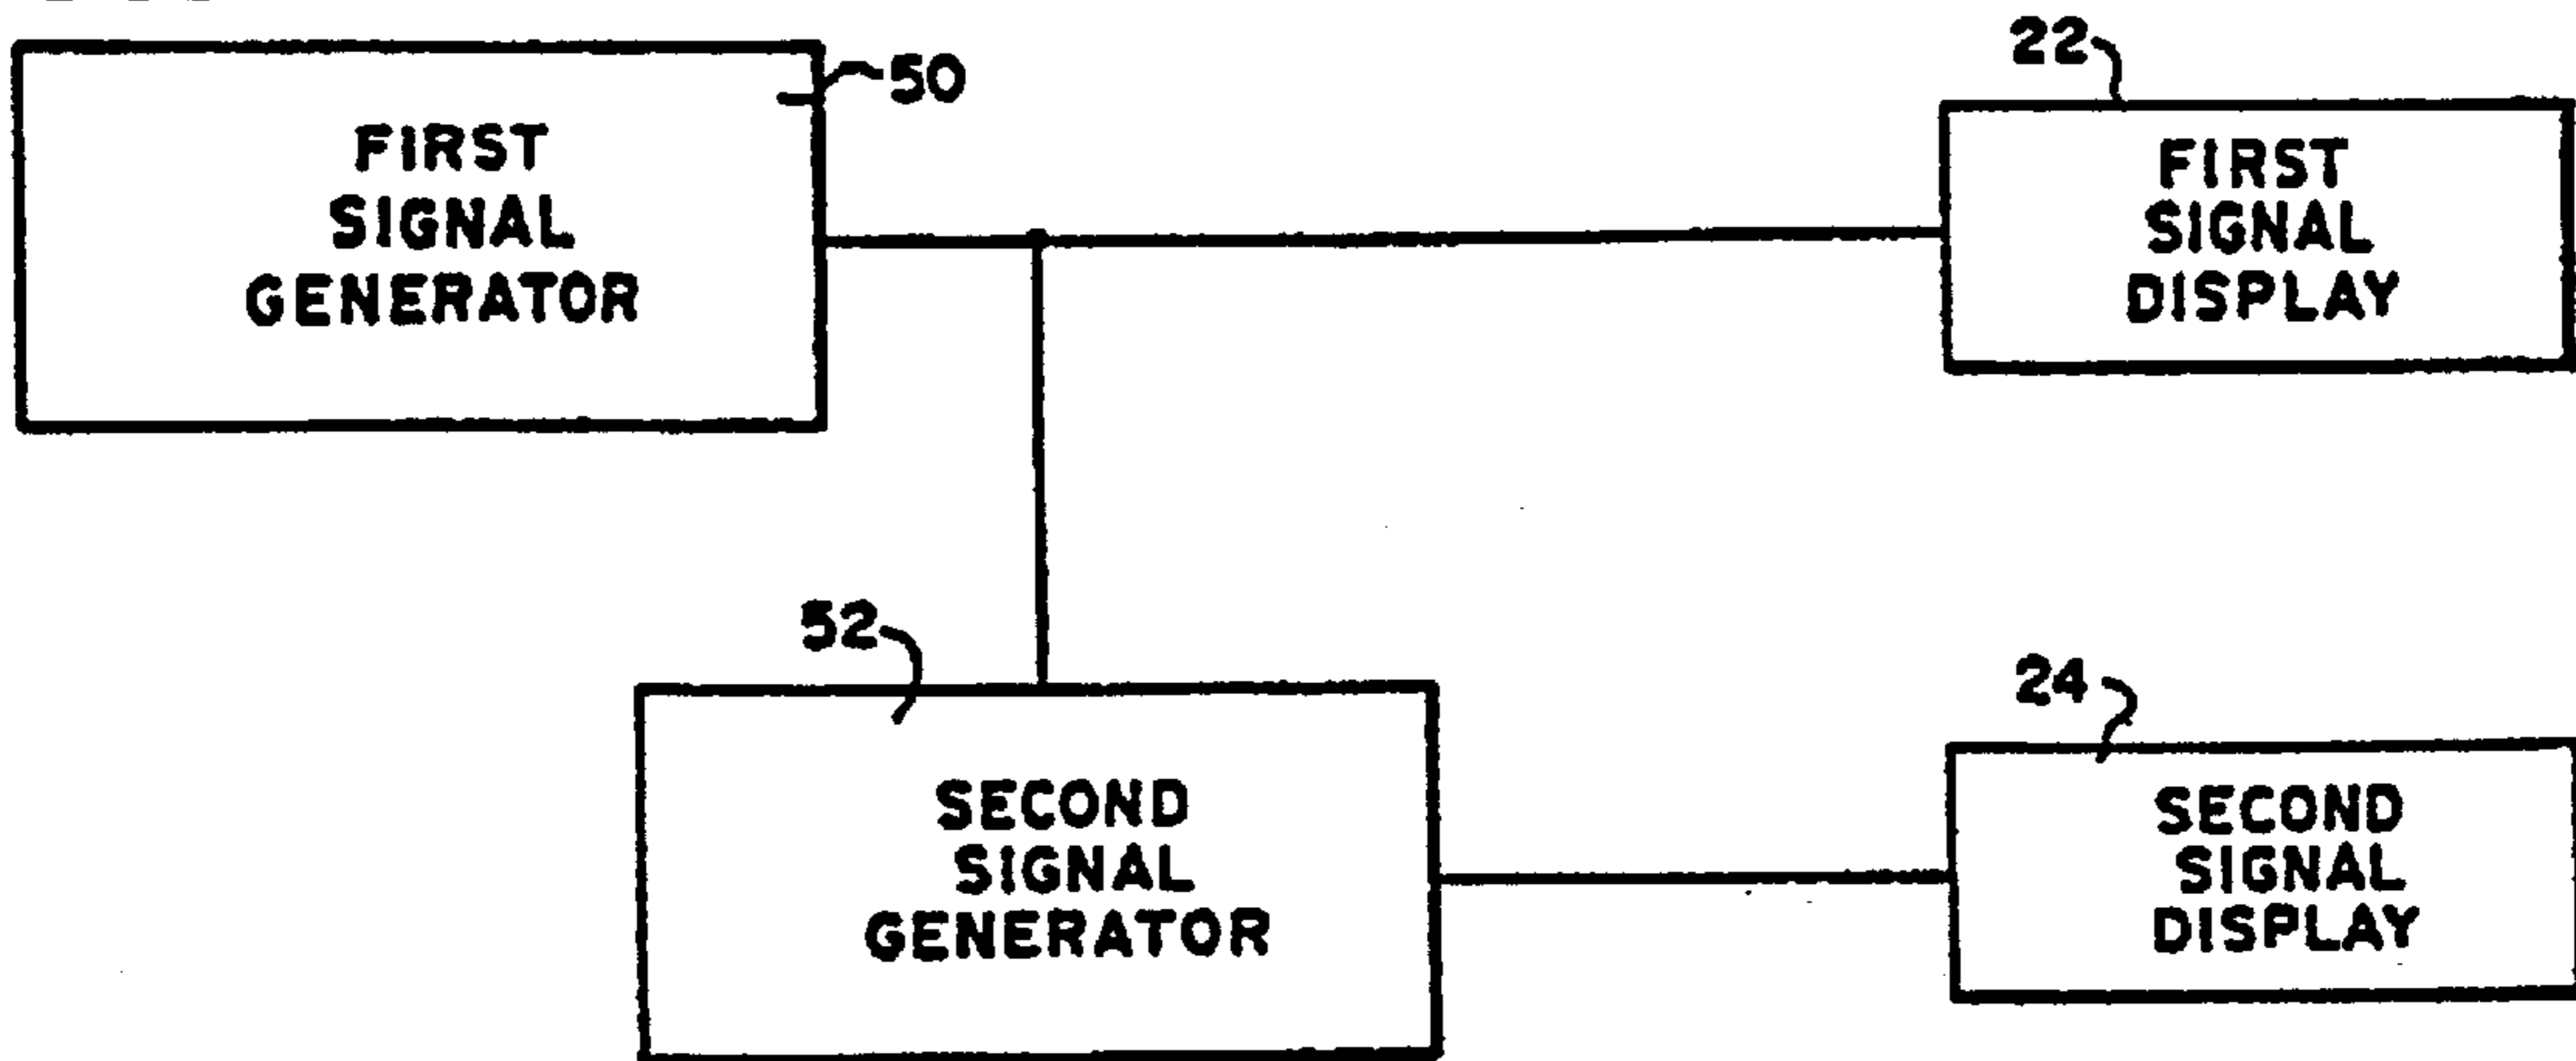 50
FIRST
SIGNAL
GENERATOR
22
FIRST
SIGNAL
DISPLAY
52
SECOND
SIGNAL
GENERATOR
24
SECOND
SIGNAL
DISPLAY